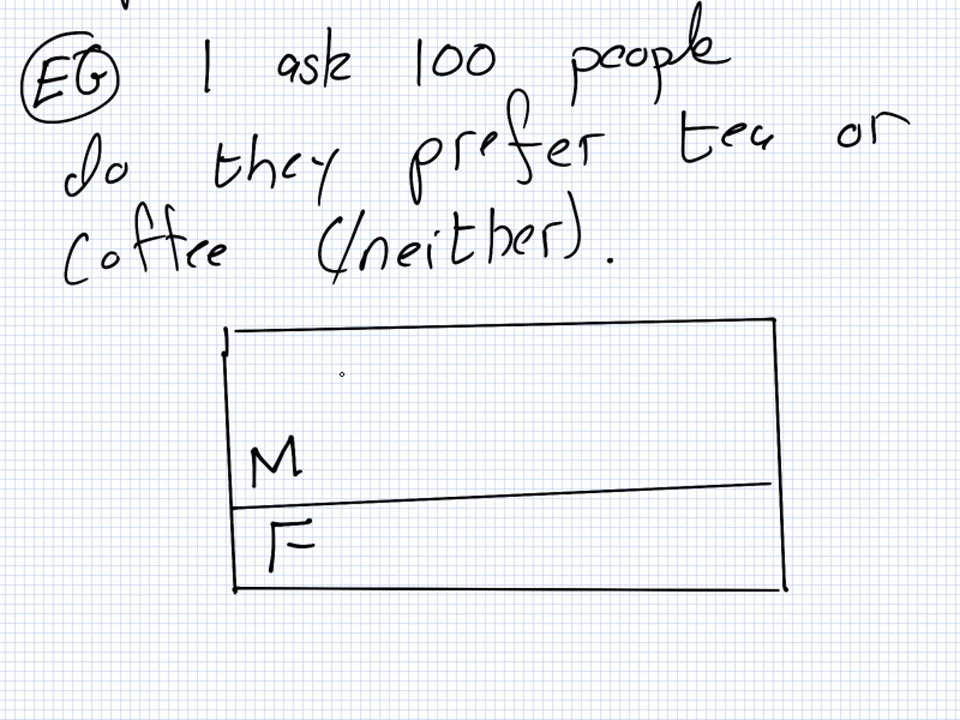 EG I ask 100 people
do they prefer tea or
coffee (/neither).
M
F